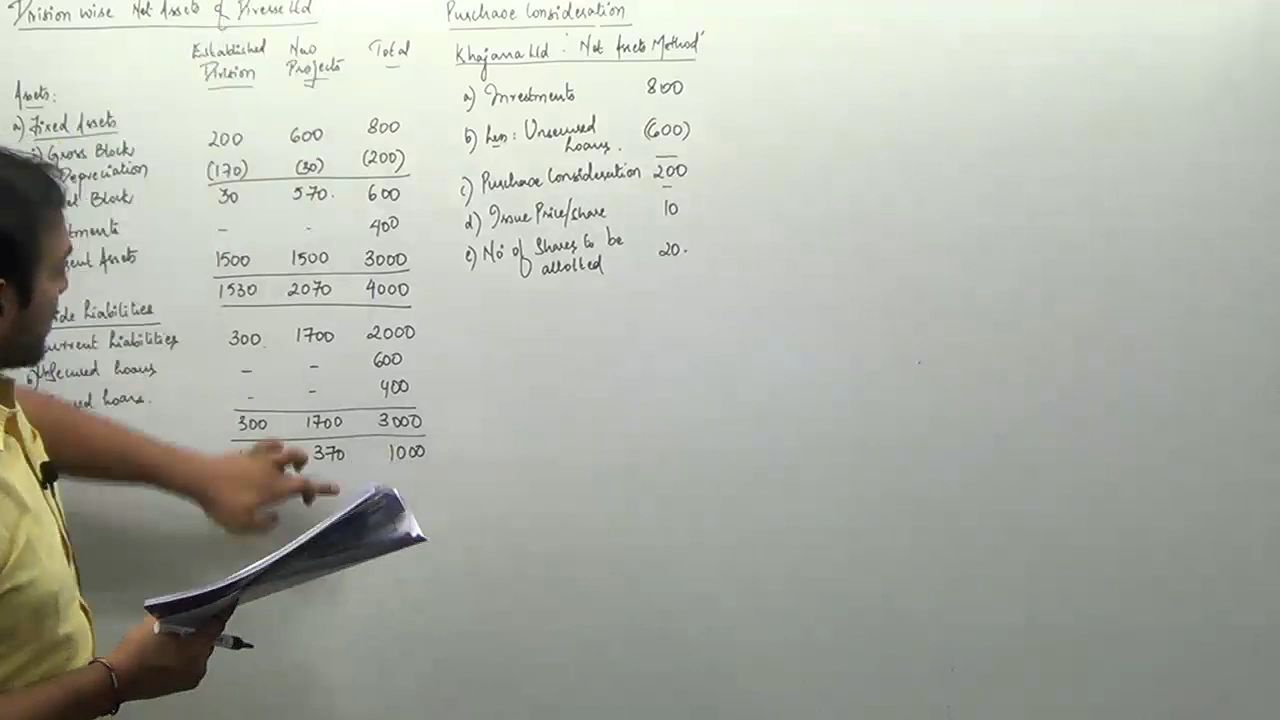 Division wise Net Assets of Diverse Ltd
Established Division New Projects Total
Assets:
a) Fixed Assets
i) Gross Block 200 600 800
Depreciation (170) (30) (200)
Block 30 570. 600
- - 400
Assets 1500 1500 3000
1530 2070 4000
Liabilities
Current Liabilities 300. 1700 2000
b) Unsecured Loans - - 600
Loans. - - 400
300 1700 3000
370 1000
Purchase Consideration
Khajana Ltd 'Net Assets Method'
a) Investments 800
b) Less: Unsecured Loans. (600)
c) Purchase Consideration 200
d) Issue Price/share 10
e) No of Shares to be allotted 20.